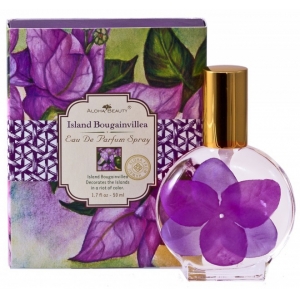 ALOHA BEAUTY
Island Bougainvillea
Eau De Parfum Spray
Island Bougainvillea
Decorates the Islands
in a riot of color.
1.7 fl oz - 50 ml